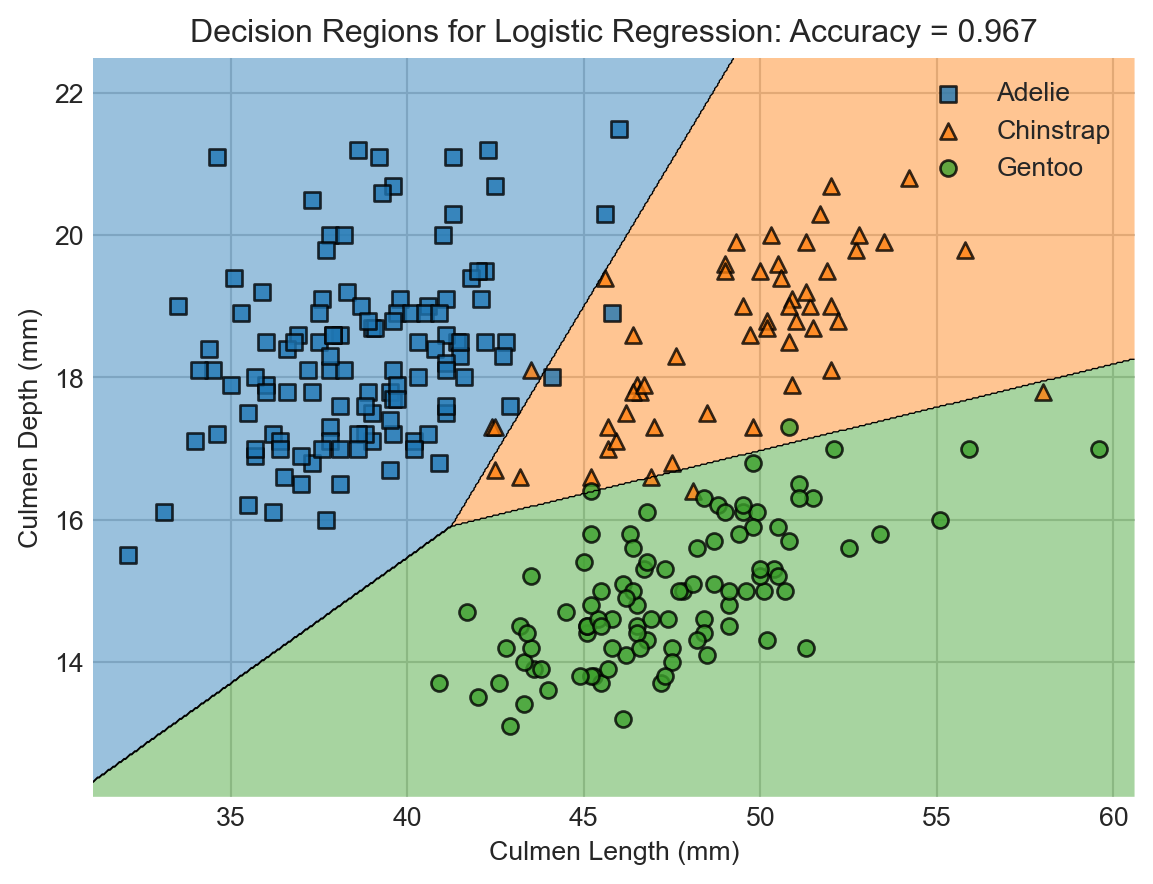 Decision Regions for Logistic Regression: Accuracy = 0.967
Culmen Depth (mm)
22
20
18
16
14
Adelie
Chinstrap
Gentoo
35 40 45 50 55 60
Culmen Length (mm)